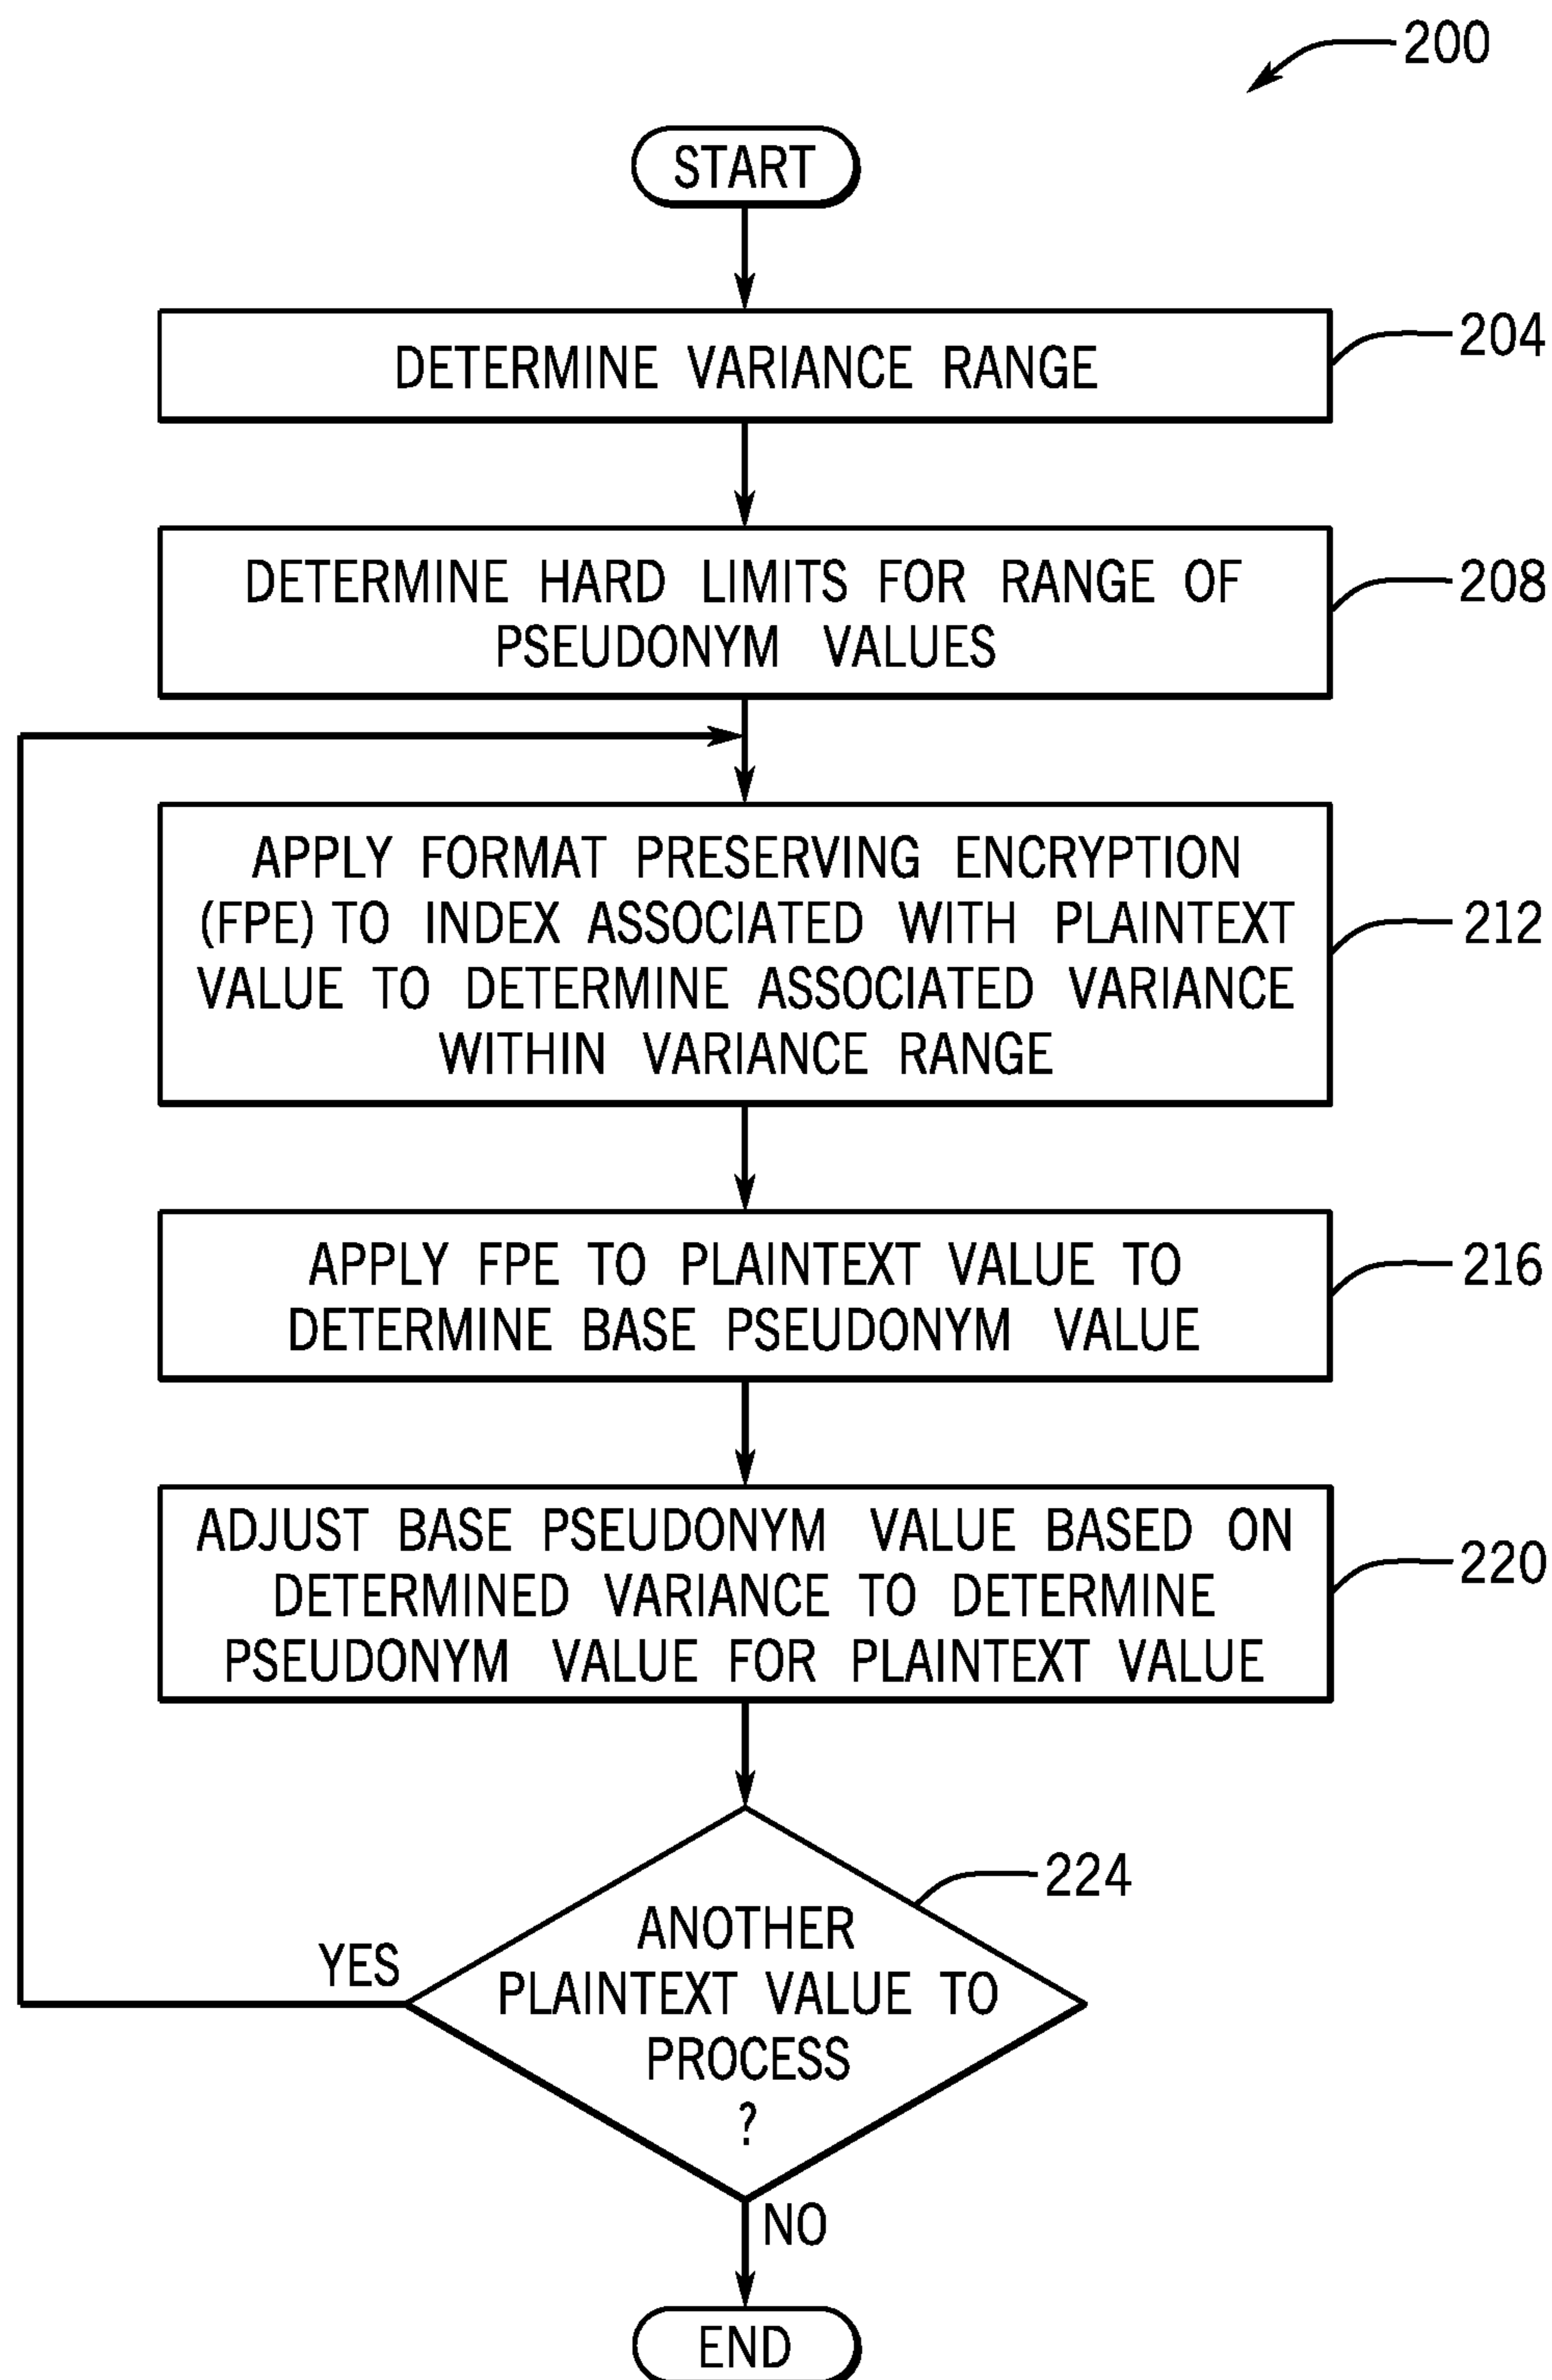 200
START
DETERMINE VARIANCE RANGE
204
DETERMINE HARD LIMITS FOR RANGE OF
PSEUDONYM VALUES
208
APPLY FORMAT PRESERVING ENCRYPTION
(FPE) TO INDEX ASSOCIATED WITH PLAINTEXT
VALUE TO DETERMINE ASSOCIATED VARIANCE
WITHIN VARIANCE RANGE
212
APPLY FPE TO PLAINTEXT VALUE TO
DETERMINE BASE PSEUDONYM VALUE
216
ADJUST BASE PSEUDONYM VALUE BASED ON
DETERMINED VARIANCE TO DETERMINE
PSEUDONYM VALUE FOR PLAINTEXT VALUE
220
224
ANOTHER
PLAINTEXT VALUE TO
PROCESS
?
YES
NO
END